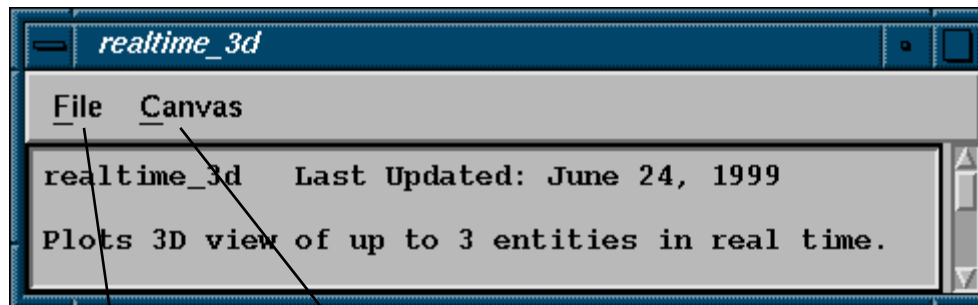 realtime_3d
File Canvas
realtime_3d Last Updated: June 24, 1999
Plots 3D view of up to 3 entities in real time.